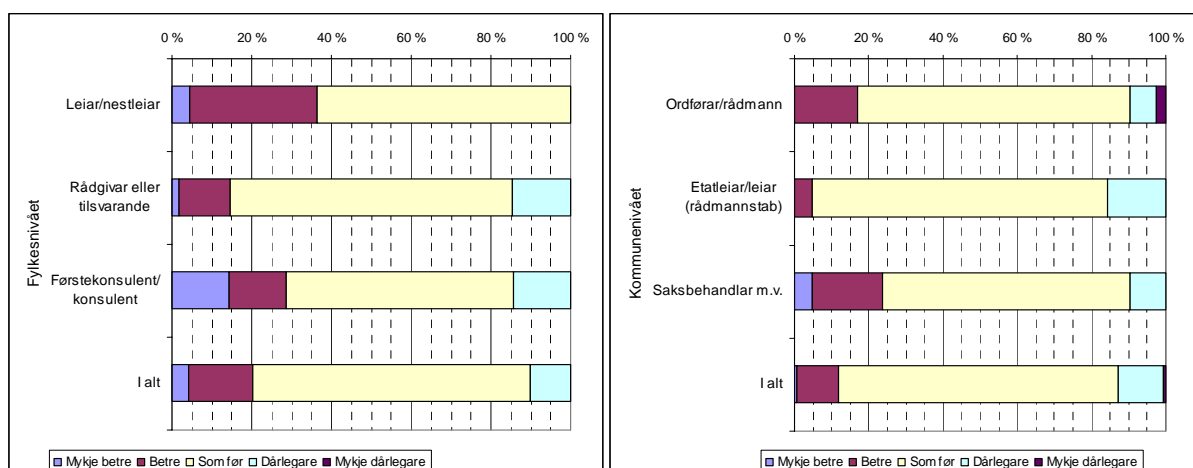 0 % 20 % 40 % 60 % 80 % 100 %
Fylkesnivået
Leiar/nestleiar
Rådgivar eller
tilsvarande
Førstekonsulent/
konsulent
I alt
Mykje betre Betre Som før Dårlegare Mykje dårlegare
0 % 20 % 40 % 60 % 80 % 100 %
Kommunenivået
Ordførar/rådmann
Etatleiar/leiar
(rådmannstab)
Saksbehandlar m.v.
I alt
Mykje betre Betre Som før Dårlegare Mykje dårlegare